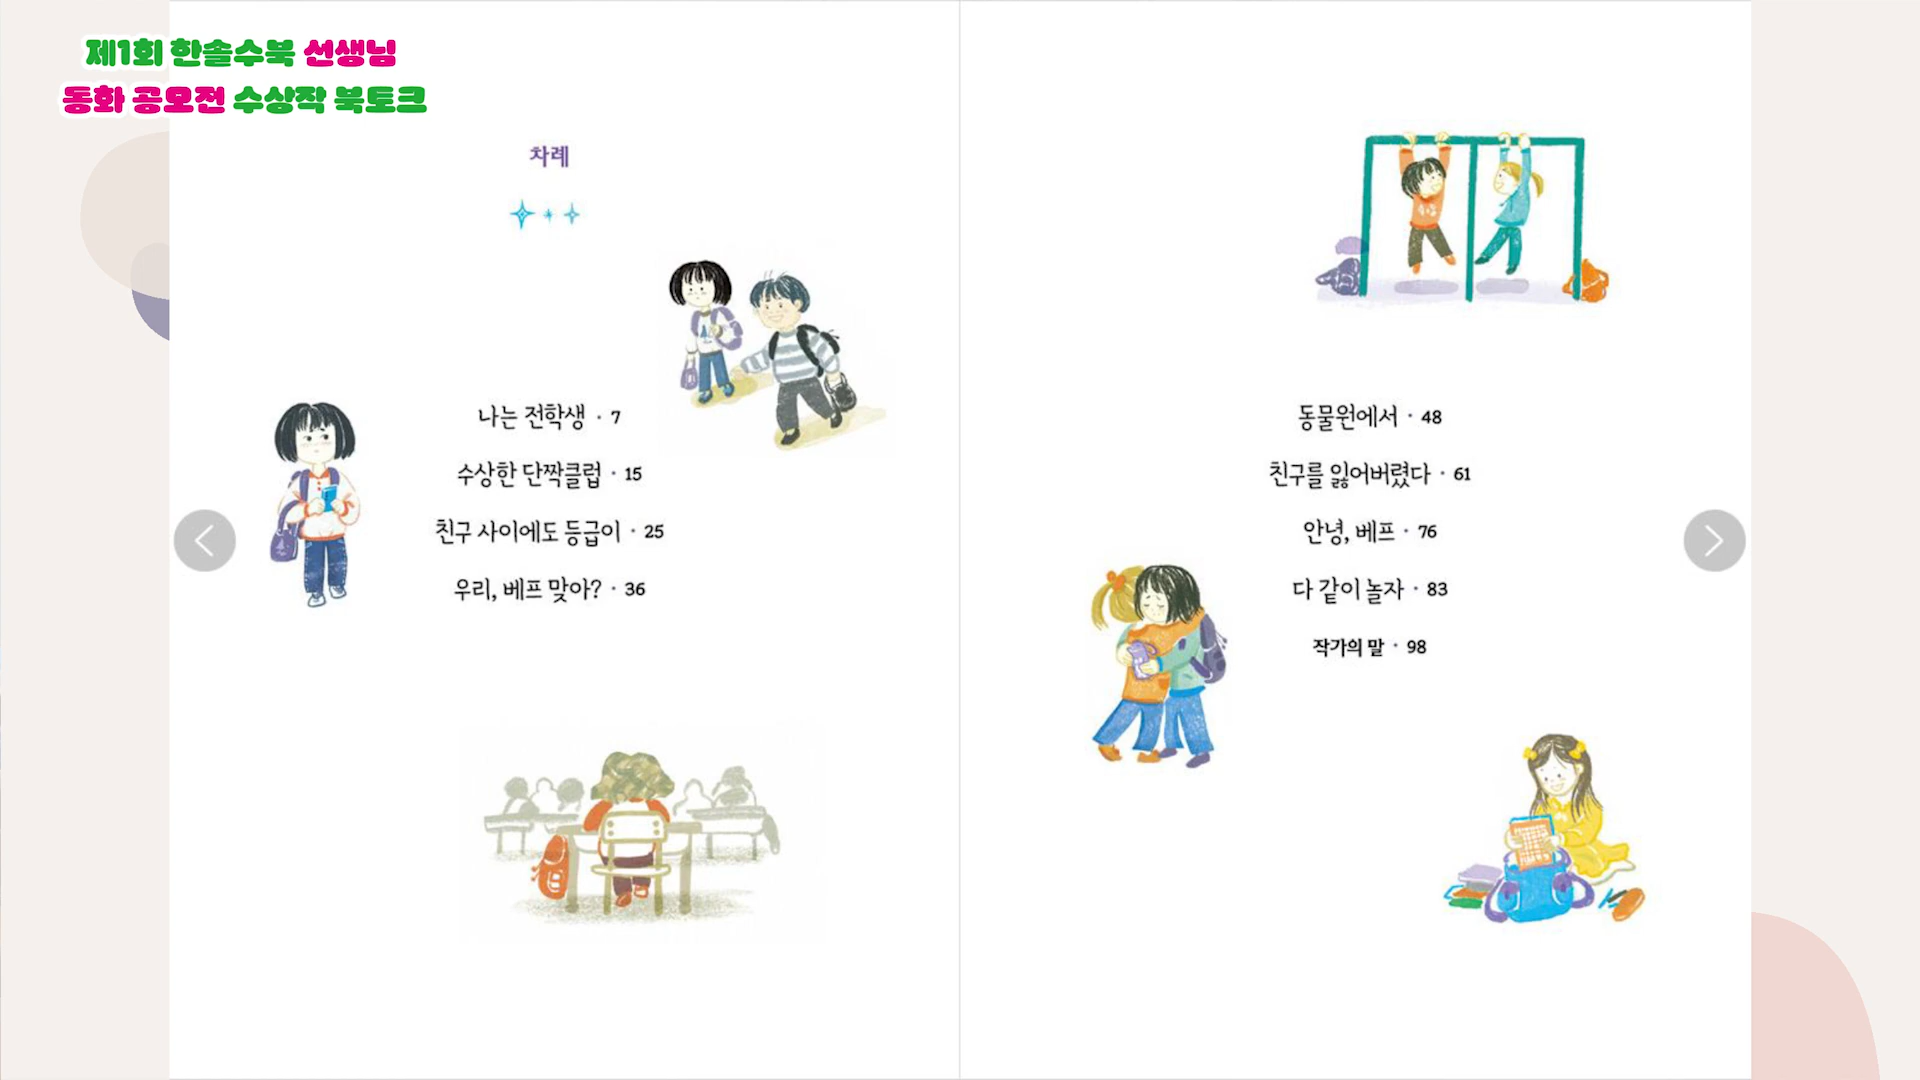 제1회 한솔수북 선생님
동화 공모전 수상작 북토크
차례
나는 전학생 · 7
수상한 단짝클럽 · 15
친구 사이에도 등급이 · 25
우리, 베프 맞아? · 36
동물원에서 · 48
친구를 잃어버렸다 · 61
안녕, 베프 · 76
다 같이 놀자 · 83
작가의 말 · 98